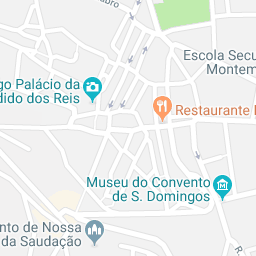 Escola Secu
Montem
go Palácio da
dido dos Reis
Restaurante
Museu do Convento
de S. Domingos
nto de Nossa
da Saudação
R.